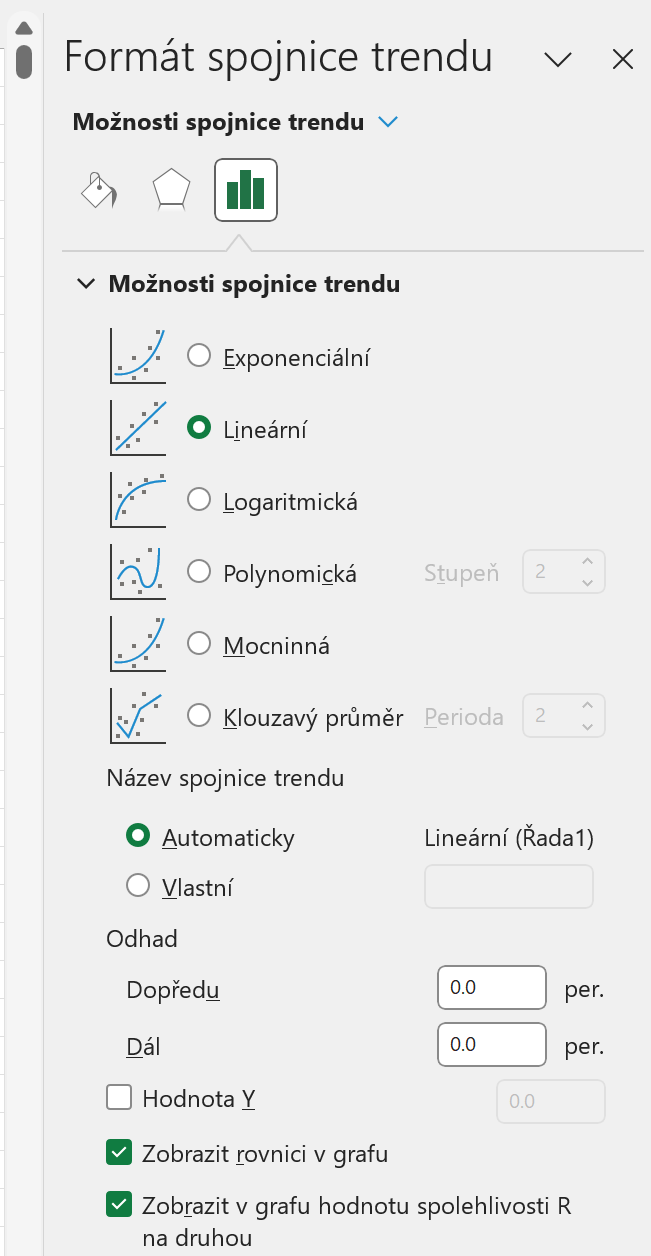 Formát spojnice trendu
Možnosti spojnice trendu
Možnosti spojnice trendu
Exponenciální
Lineární
Logaritmická
Polynomická Stupeň 2
Mocninná
Klouzavý průměr Perioda 2
Název spojnice trendu
Automaticky Lineární (Řada1)
Vlastní
Odhad
Dopředu 0.0 per.
Dál 0.0 per.
Hodnota Y 0.0
Zobrazit rovnici v grafu
Zobrazit v grafu hodnotu spolehlivosti R
na druhou